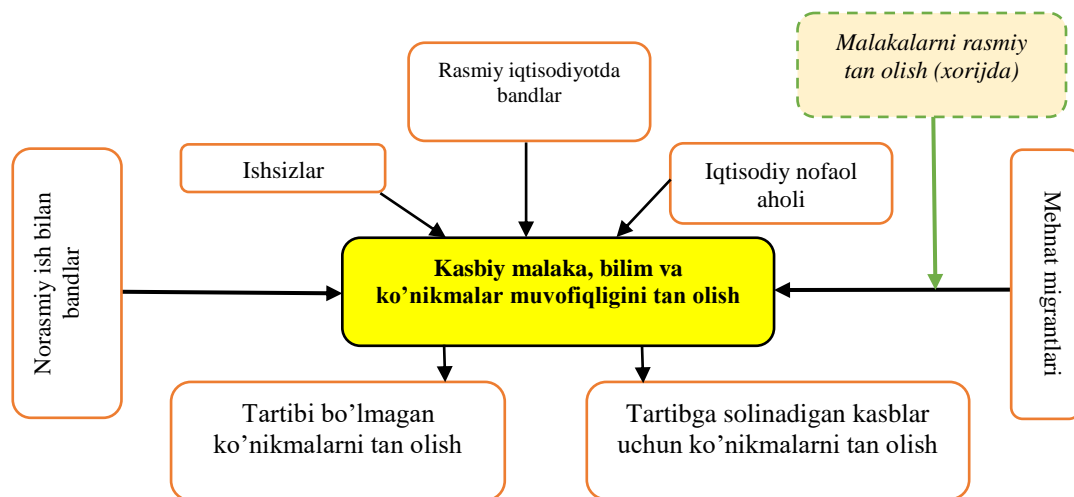 Malakalarni rasmiy
tan olish (xorijda)
Rasmiy iqtisodiyotda
bandlar
Ishsizlar
Iqtisodiy nofaol
aholi
Norasmiy ish bilan
bandlar
Kasbiy malaka, bilim va
ko’nikmalar muvofiqligini tan olish
Mehnat migrantlari
Tartibi bo’lmagan
ko’nikmalarni tan olish
Tartibga solinadigan kasblar
uchun ko’nikmalarni tan olish